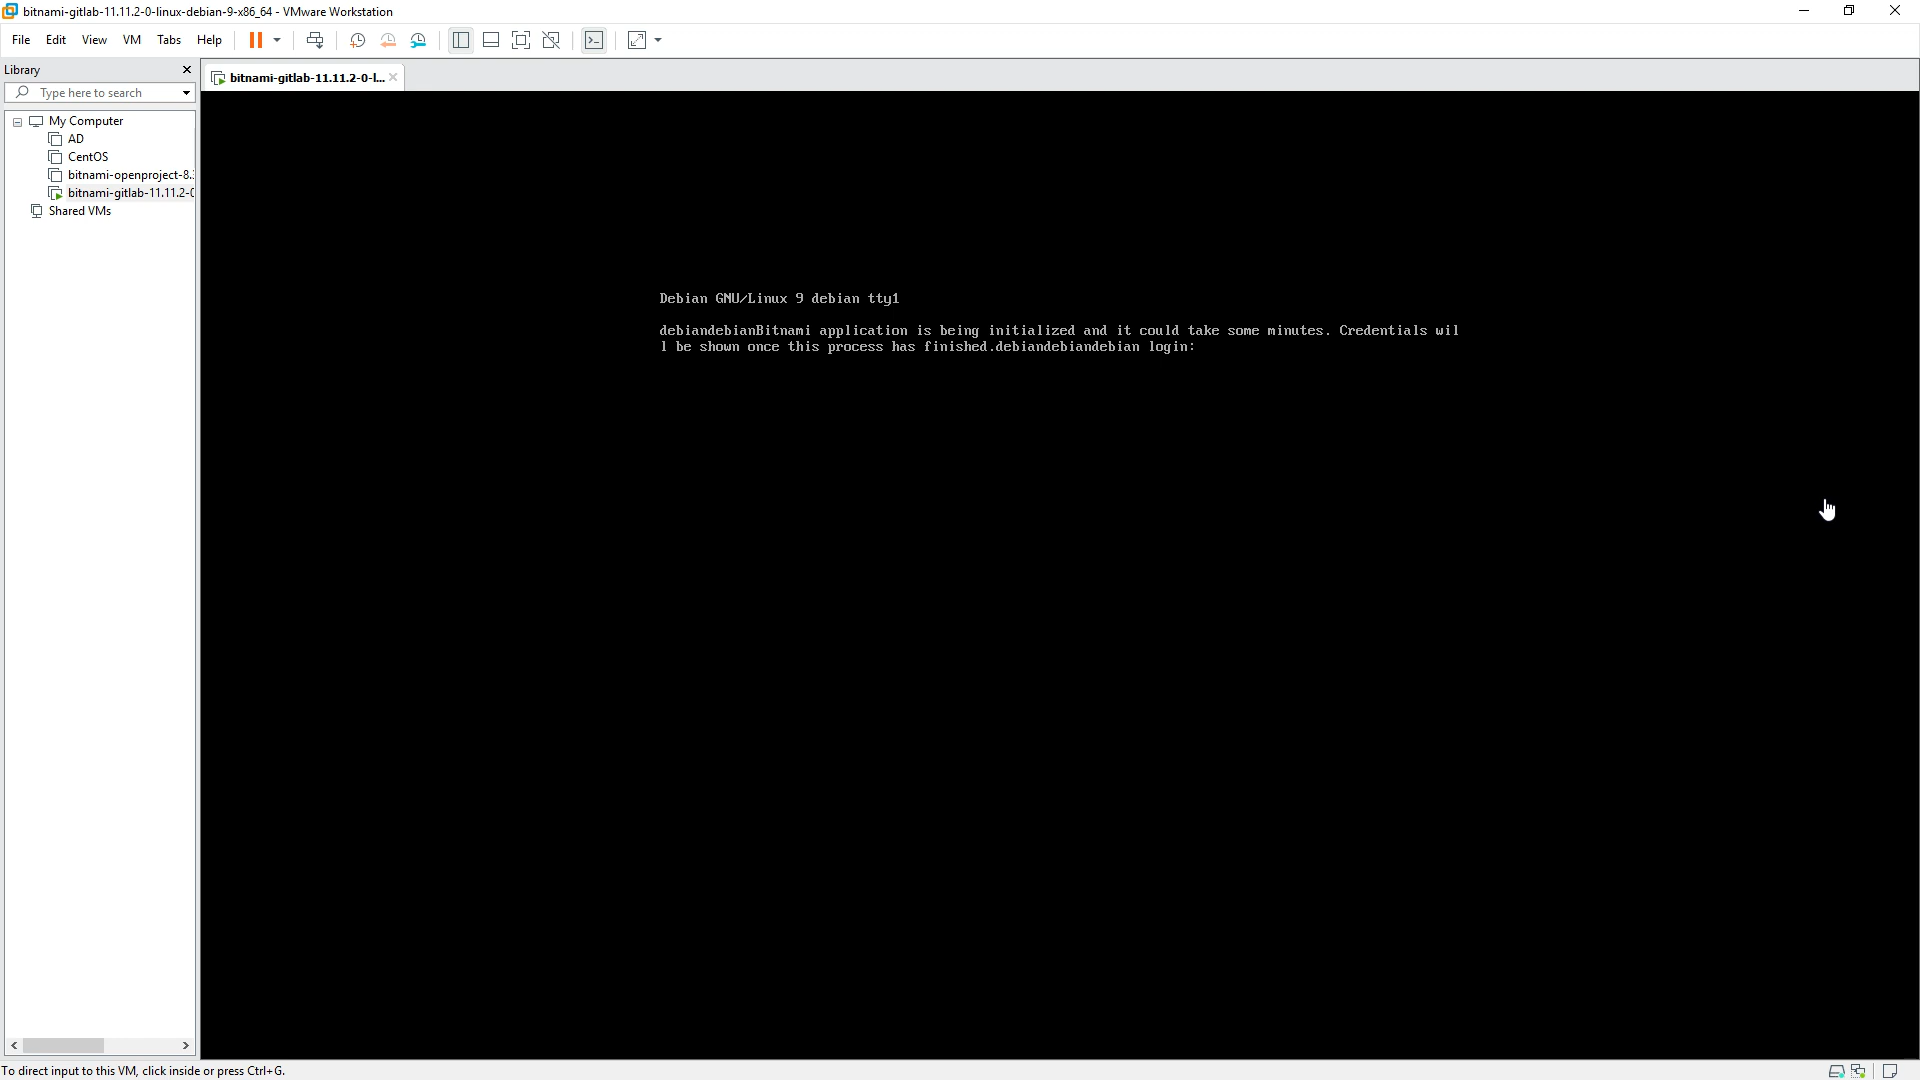 bitnami-gitlab-11.11.2-0-linux-debian-9-x86_64 - VMware Workstation
File Edit View VM Tabs Help
Library
bitnami-gitlab-11.11.2-0-l...
Type here to search
My Computer
AD
CentOS
bitnami-openproject-8.
bitnami-gitlab-11.11.2-0
Shared VMs
Debian GNU/Linux 9 debian tty1
debiandebianBitnami application is being initialized and it could take some minutes. Credentials wil
l be shown once this process has finished.debiandebiandebian login:
To direct input to this VM, click inside or press Ctrl+G.